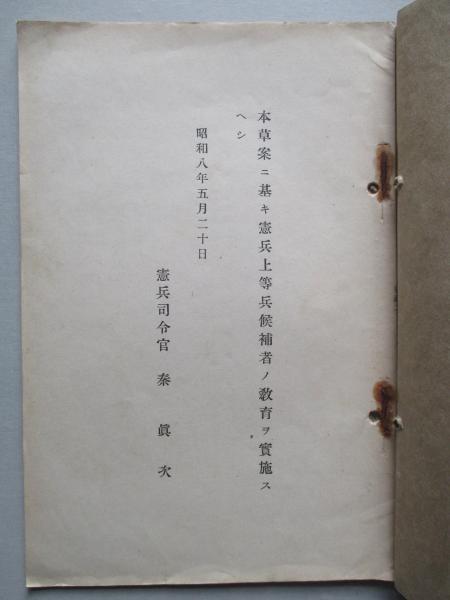 本草案ニ基キ憲兵上等兵候補者ノ敎育ヲ實施ス
ヘシ
昭和八年五月二十日
憲兵司令官 秦 眞次